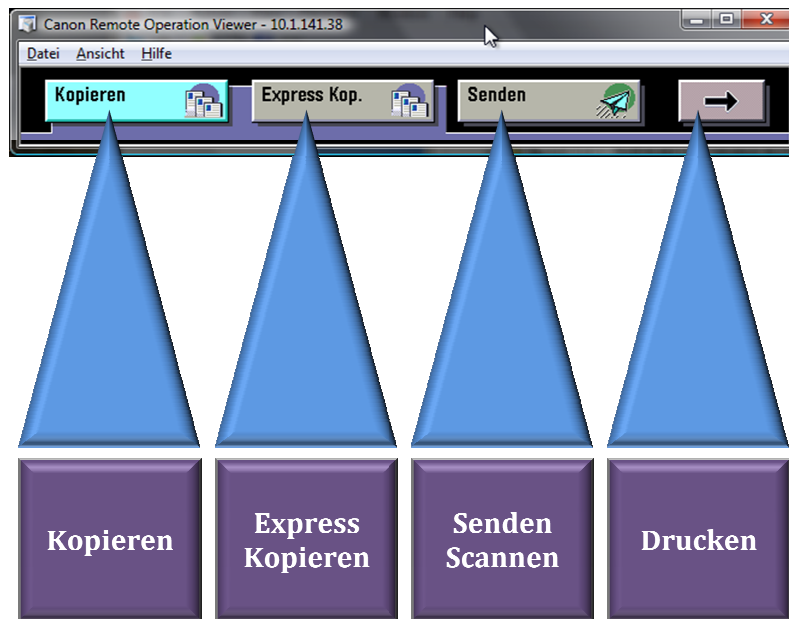 Canon Remote Operation Viewer - 10.1.141.38
Datei Ansicht Hilfe
Kopieren Express Kop. Senden
Kopieren
Express
Kopieren
Senden
Scannen
Drucken